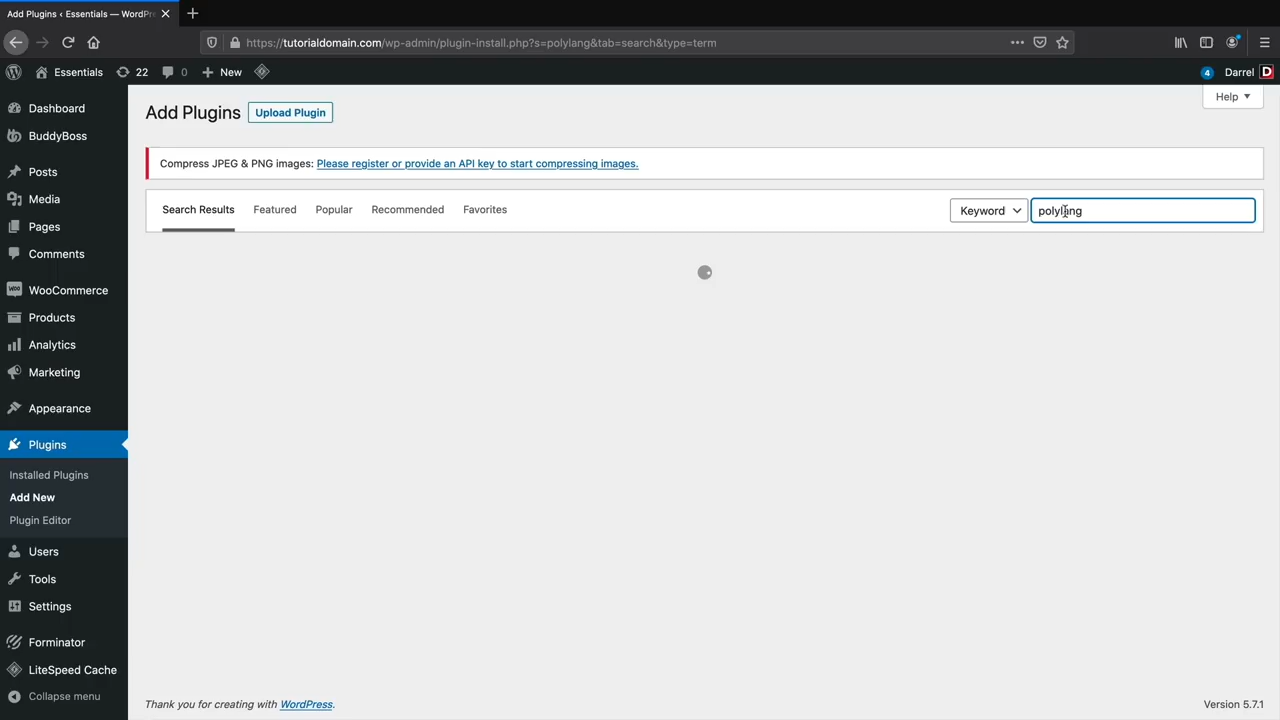 Add Plugins ‹ Essentials — WordPr
https://tutorialdomain.com/wp-admin/plugin-install.php?s=polylang&tab=search&type=term
Essentials 22 0 New 4 Darrel D
Help
Add Plugins Upload Plugin
Compress JPEG & PNG images: Please register or provide an API key to start compressing images.
Search Results Featured Popular Recommended Favorites Keyword polylang
Dashboard
BuddyBoss
Posts
Media
Pages
Comments
WooCommerce
Products
Analytics
Marketing
Appearance
Plugins
Installed Plugins
Add New
Plugin Editor
Users
Tools
Settings
Forminator
LiteSpeed Cache
Collapse menu
Thank you for creating with WordPress. Version 5.7.1